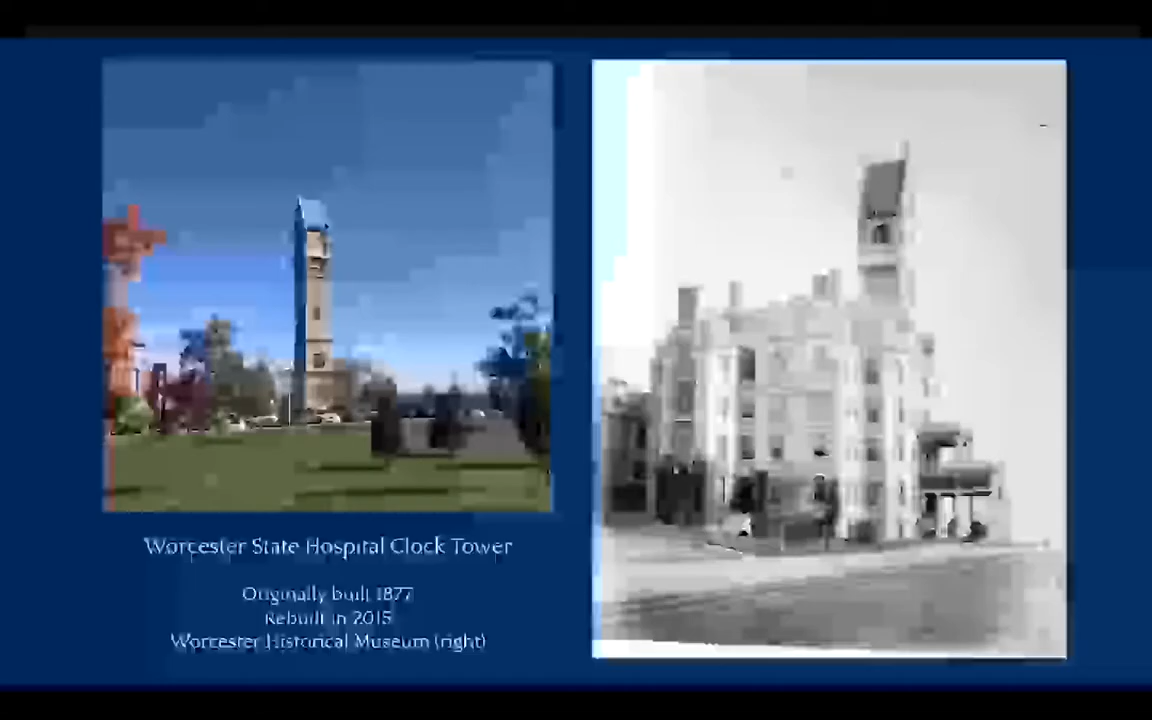 Worcester State Hospital Clock Tower
Originally built 1877
Rebuilt in 2015
Worcester Historical Museum (right)